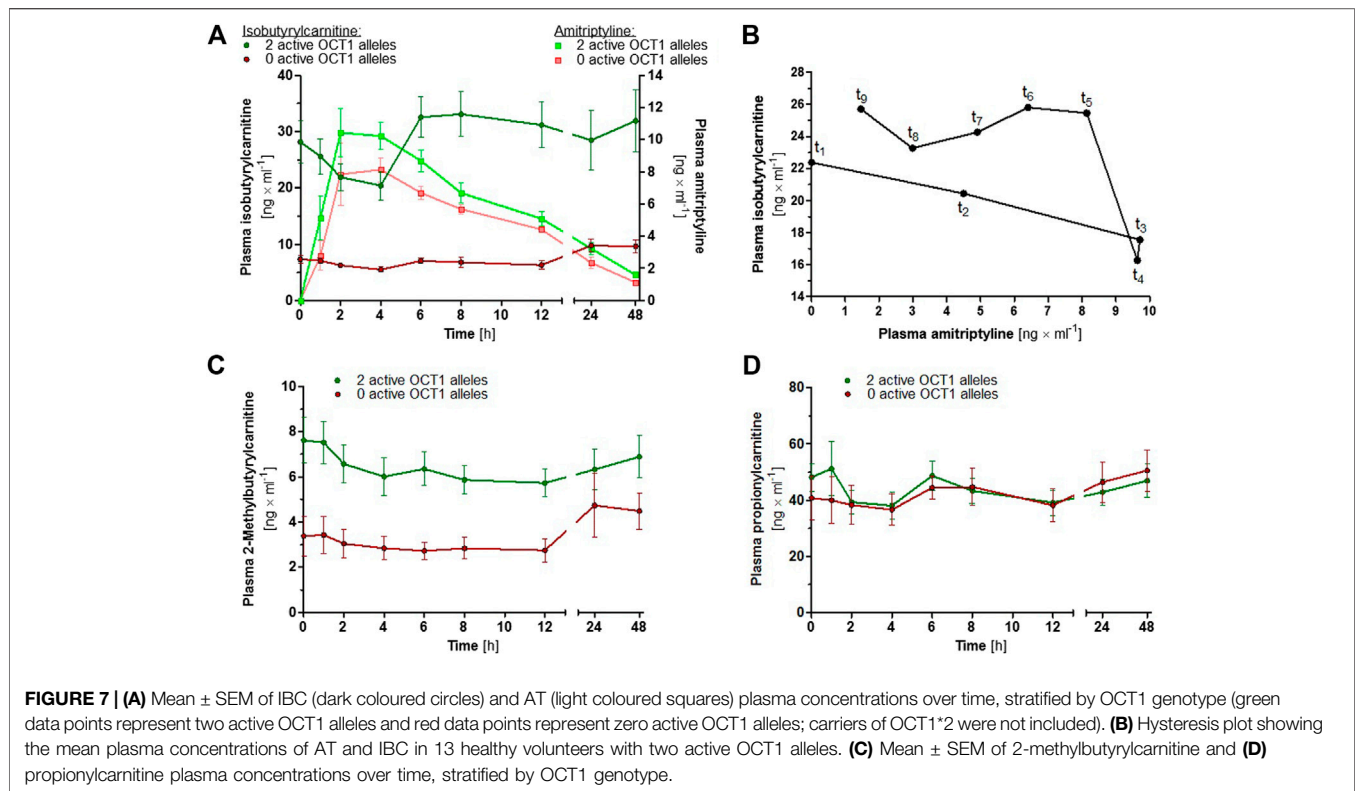 A
Isobutyrylcarnitine:
2 active OCT1 alleles
0 active OCT1 alleles
Amitriptyline:
2 active OCT1 alleles
0 active OCT1 alleles
Plasma isobutyrylcarnitine
[ng × ml⁻¹]
40
30
20
10
0
14
12
10
8
6
4
2
0
Plasma amitriptyline
[ng × ml⁻¹]
0 2 4 6 8 10 12 24 48
Time [h]
B
Plasma isobutyrylcarnitine
[ng × ml⁻¹]
28
26
24
22
20
18
16
14
t₁
t₂
t₃
t₄
t₅
t₆
t₇
t₈
t₉
0 1 2 3 4 5 6 7 8 9 10
Plasma amitriptyline [ng × ml⁻¹]
C
2 active OCT1 alleles
0 active OCT1 alleles
Plasma 2-Methylbutyrylcarnitine
[ng × ml⁻¹]
10
8
6
4
2
0
0 2 4 6 8 10 12 24 48
Time [h]
D
2 active OCT1 alleles
0 active OCT1 alleles
Plasma propionylcarnitine
[ng × ml⁻¹]
80
60
40
20
0
0 2 4 6 8 10 12 24 48
Time [h]
FIGURE 7 | (A) Mean ± SEM of IBC (dark coloured circles) and AT (light coloured squares) plasma concentrations over time, stratified by OCT1 genotype (green
data points represent two active OCT1 alleles and red data points represent zero active OCT1 alleles; carriers of OCT1*2 were not included). (B) Hysteresis plot showing
the mean plasma concentrations of AT and IBC in 13 healthy volunteers with two active OCT1 alleles. (C) Mean ± SEM of 2-methylbutyrylcarnitine and (D)
propionylcarnitine plasma concentrations over time, stratified by OCT1 genotype.